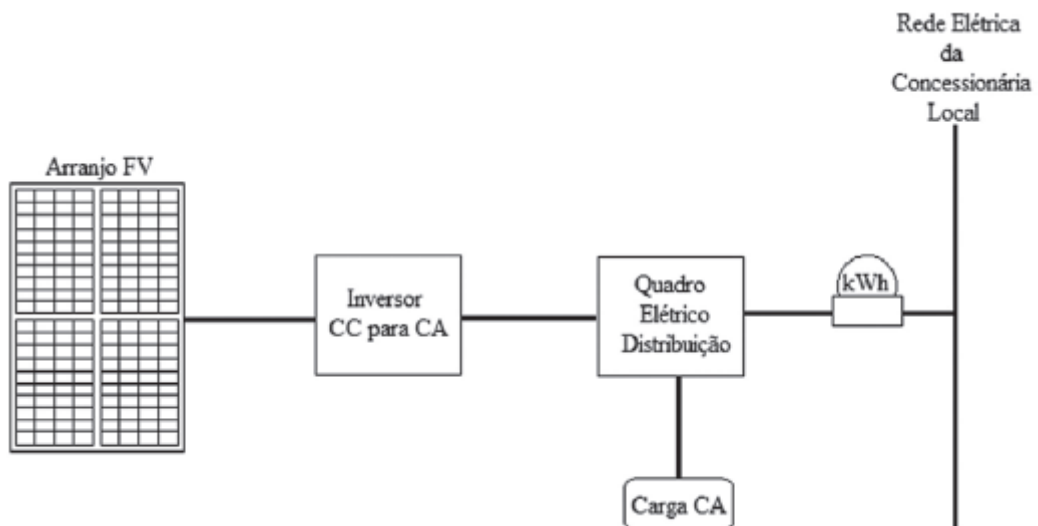 Rede Elétrica
da
Concessionária
Local
Arranjo FV
Inversor
CC para CA
Quadro
Elétrico
Distribuição
kWh
Carga CA